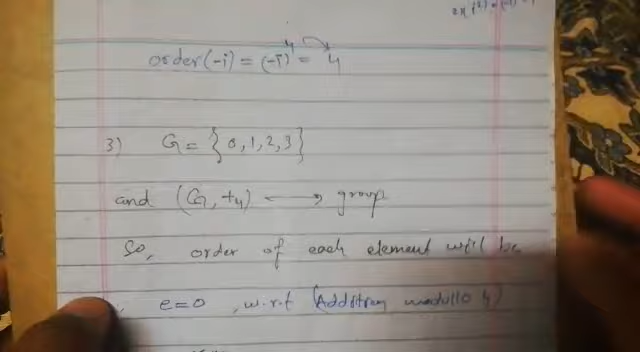 order(-i) = (-i)⁴ = 4
3) G = {0, 1, 2, 3}
and (G, +₄) ⟶ group
So, order of each element will be
e=0, w.r.t (Addition modullo 4)